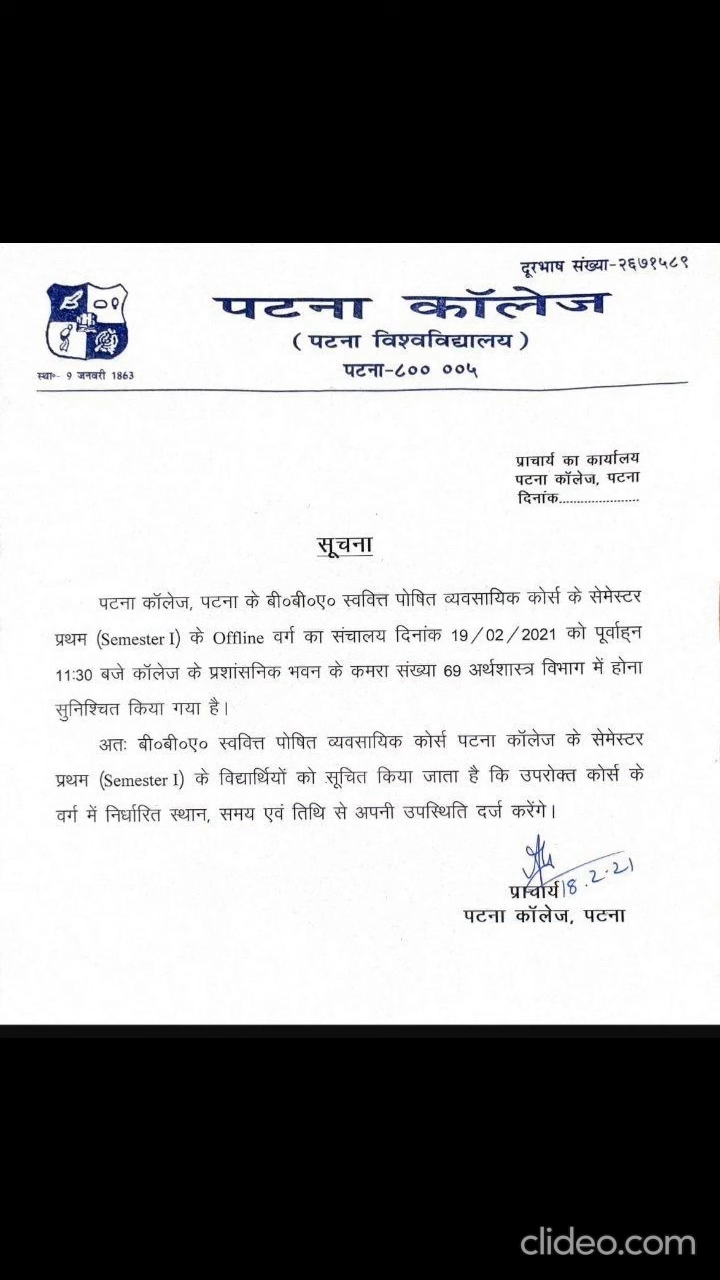 दूरभाष संख्या-२६७१५८९
पटना कॉलेज
( पटना विश्वविद्यालय )
पटना-८०० ००५
स्था०- 9 जनवरी 1863
प्राचार्य का कार्यालय
पटना कॉलेज, पटना
दिनांक.......................
सूचना
पटना कॉलेज, पटना के बी०बी०ए० स्ववित्त पोषित व्यवसायिक कोर्स के सेमेस्टर
प्रथम (Semester I) के Offline वर्ग का संचालय दिनांक 19/02/2021 को पूर्वाह्न
11:30 बजे कॉलेज के प्रशांसनिक भवन के कमरा संख्या 69 अर्थशास्त्र विभाग में होना
सुनिश्चित किया गया है।
अतः बी०बी०ए० स्ववित्त पोषित व्यवसायिक कोर्स पटना कॉलेज के सेमेस्टर
प्रथम (Semester I) के विद्यार्थियों को सूचित किया जाता है कि उपरोक्त कोर्स के
वर्ग में निर्धारित स्थान, समय एवं तिथि से अपनी उपस्थिति दर्ज करेंगे।
प्राचार्य 18.2.21
पटना कॉलेज, पटना
clideo.com